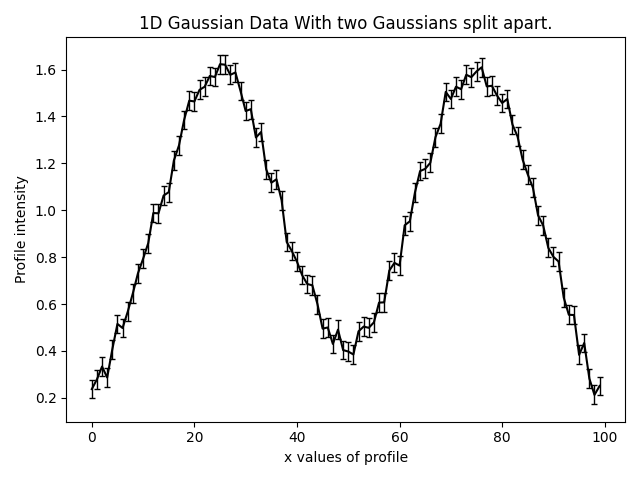 1D Gaussian Data With two Gaussians split apart.
1.6
1.4
1.2
1.0
0.8
0.6
0.4
0.2
Profile intensity
0 20 40 60 80 100
x values of profile